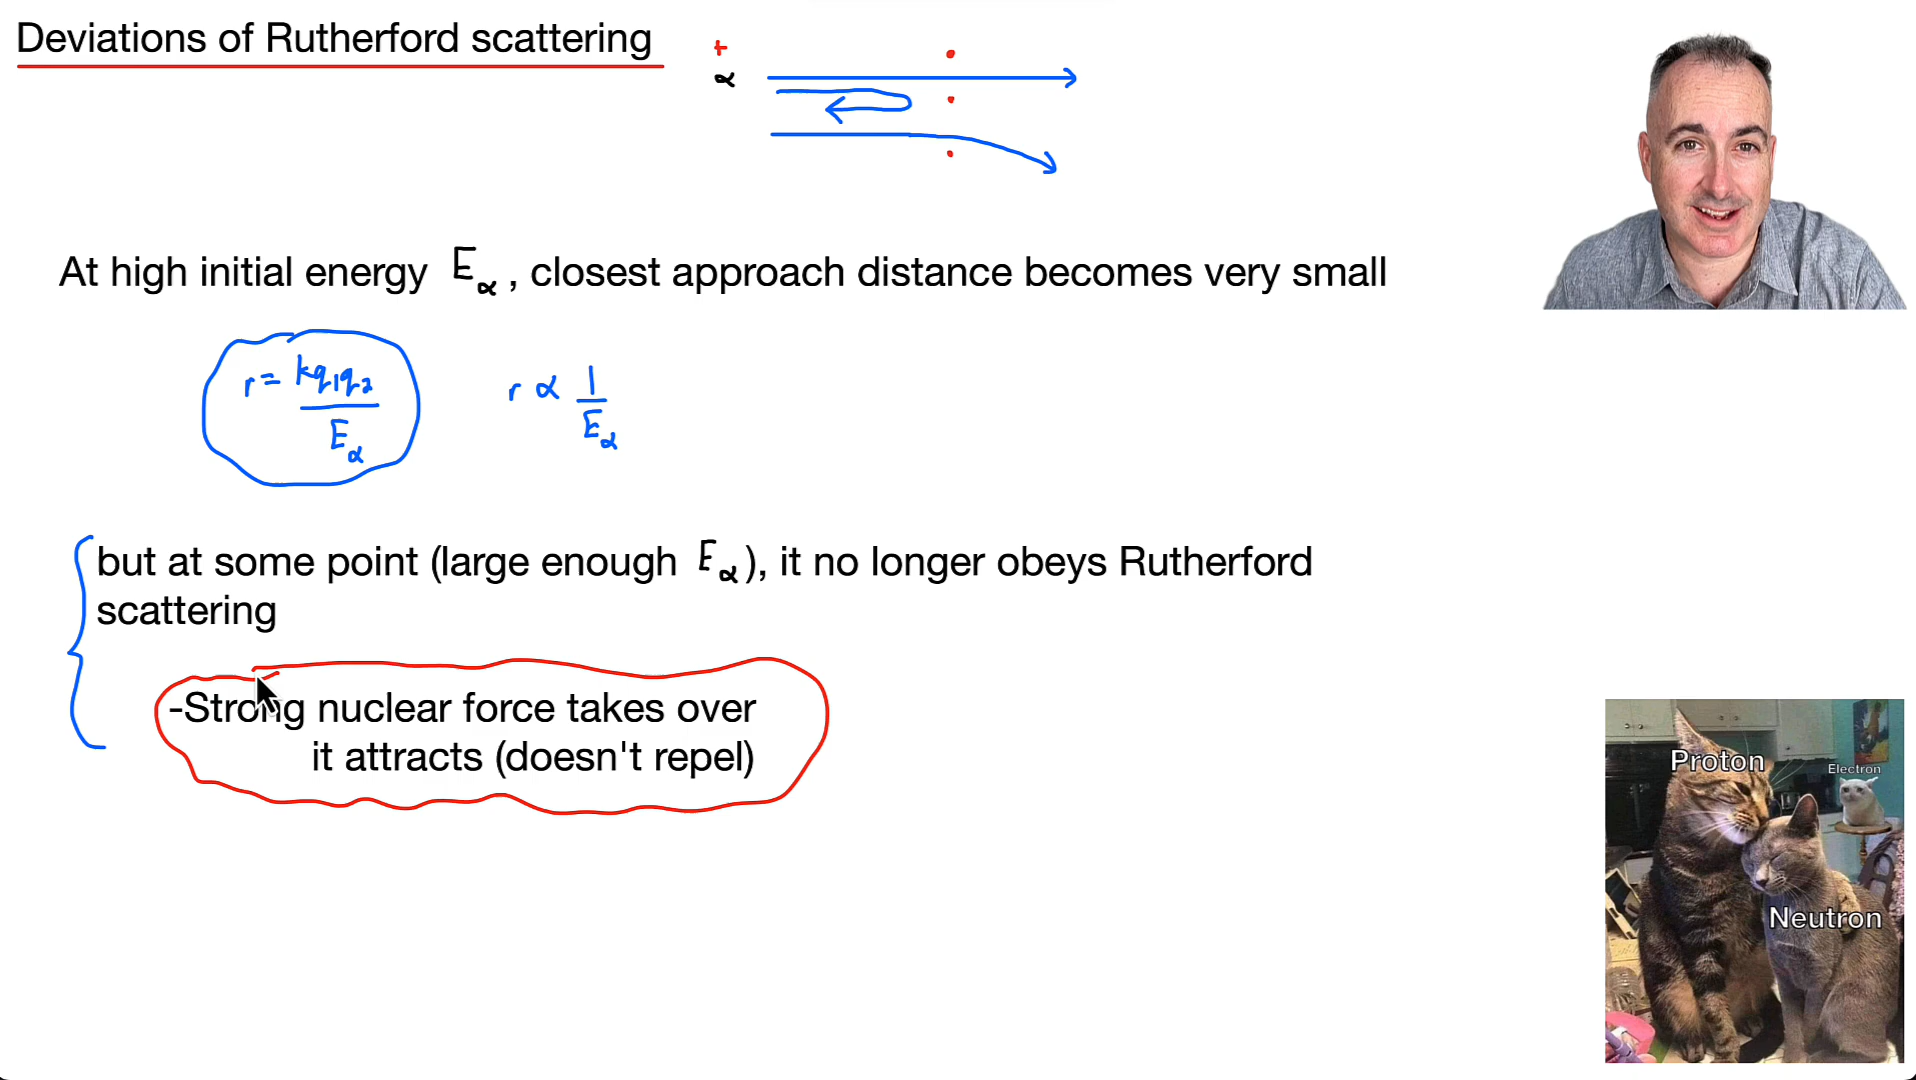 Deviations of Rutherford scattering
+
α
At high initial energy Eα, closest approach distance becomes very small
r = kq₁q₂ / Eα
r ∝ 1 / Eα
but at some point (large enough Eα), it no longer obeys Rutherford
scattering
-Strong nuclear force takes over
it attracts (doesn't repel)
Proton
Electron
Neutron